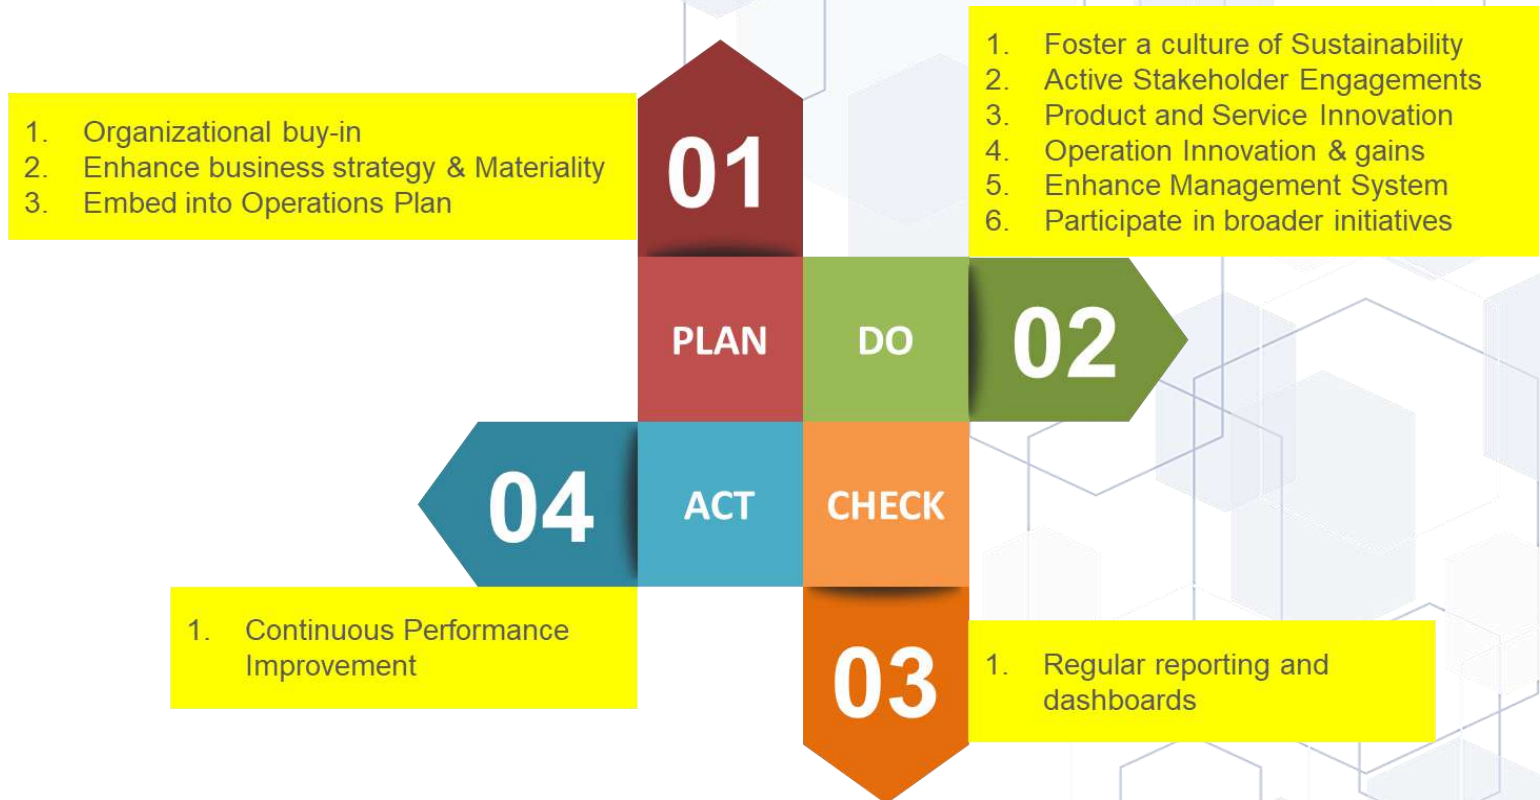 1. Organizational buy-in
2. Enhance business strategy & Materiality
3. Embed into Operations Plan
01
PLAN
1. Foster a culture of Sustainability
2. Active Stakeholder Engagements
3. Product and Service Innovation
4. Operation Innovation & gains
5. Enhance Management System
6. Participate in broader initiatives
DO
02
CHECK
03
1. Regular reporting and
dashboards
ACT
04
1. Continuous Performance
Improvement